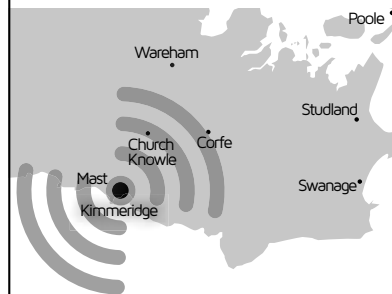 Poole
Wareham
Studland
Church
Knowle
Corfe
Mast
Swanage
Kimmeridge